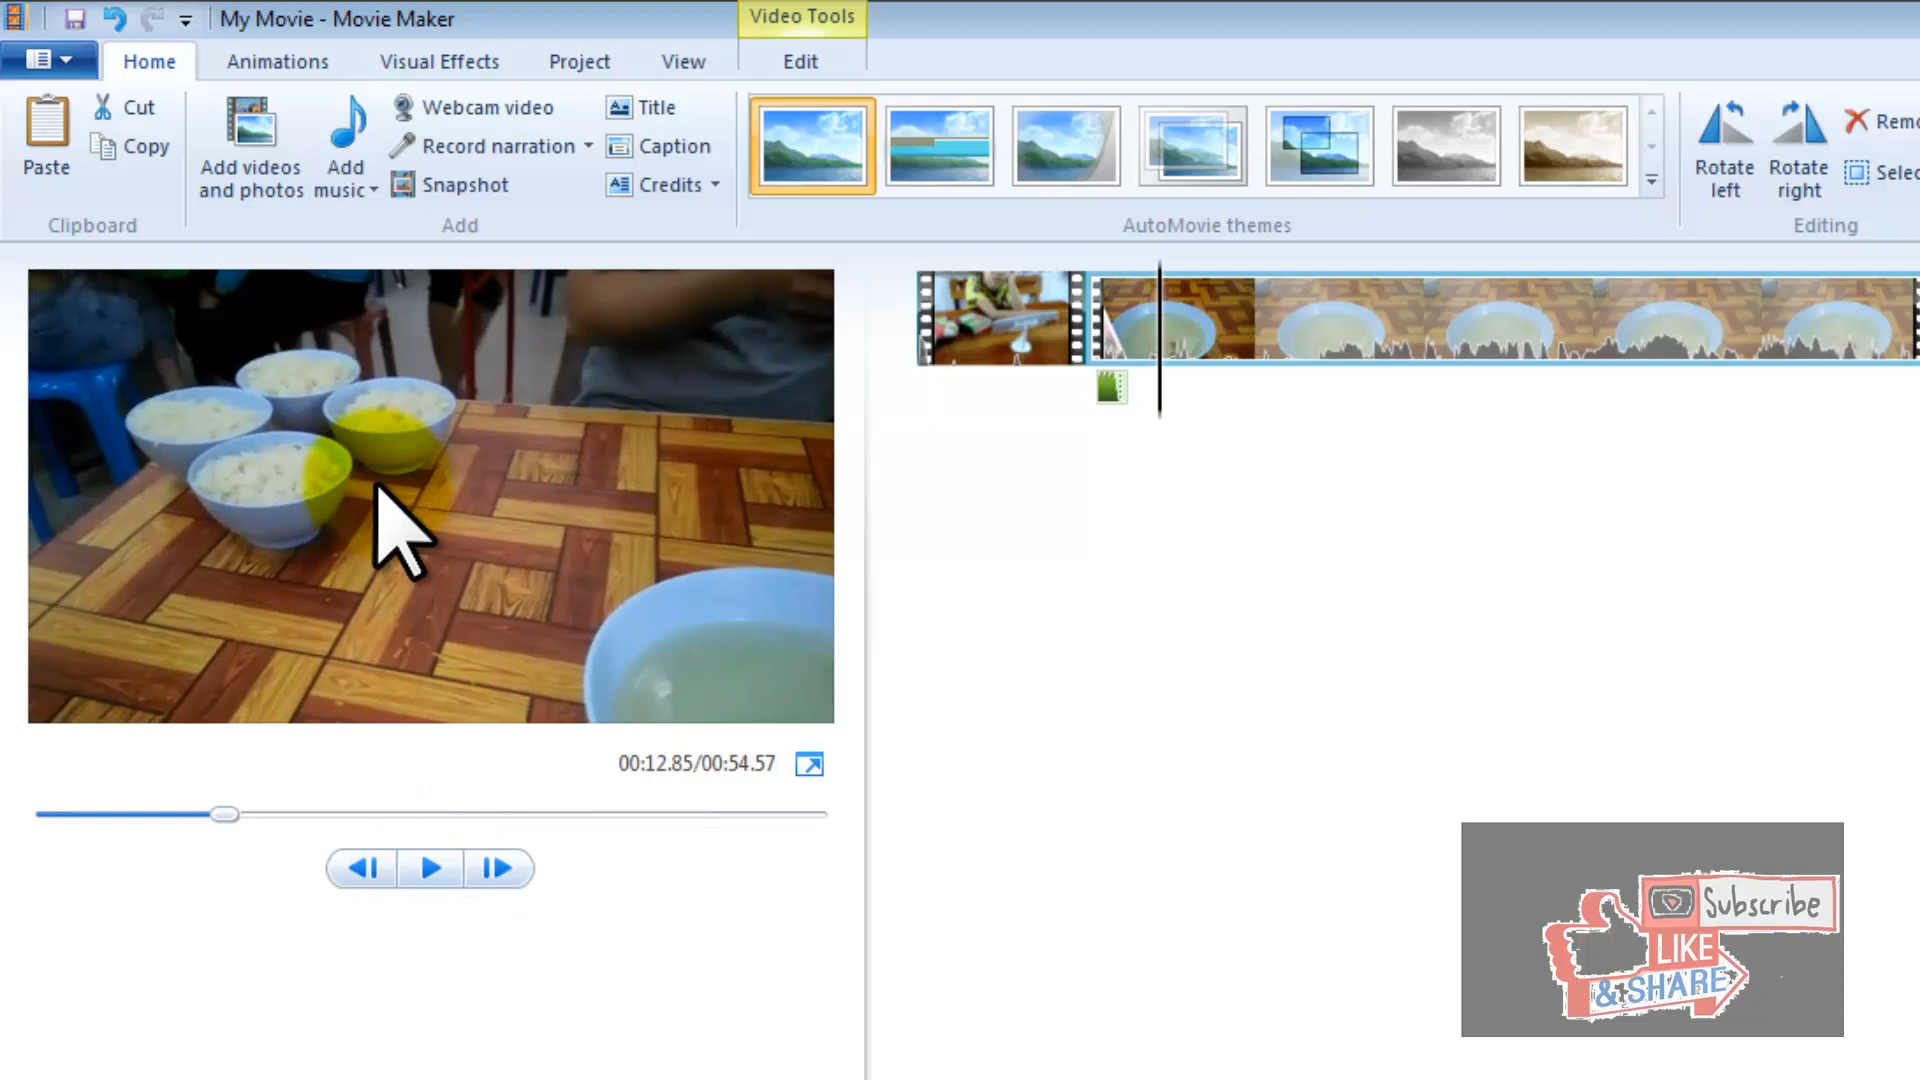 My Movie - Movie Maker
Video Tools
Home
Animations
Visual Effects
Project
View
Edit
Paste
Cut
Copy
Clipboard
Add videos
and photos
Add
music
Webcam video
Record narration
Snapshot
Title
Caption
Credits
Add
AutoMovie themes
Rotate
left
Rotate
right
Remo
Selec
Editing
00:12.85/00:54.57
Subscribe
LIKE
& SHARE